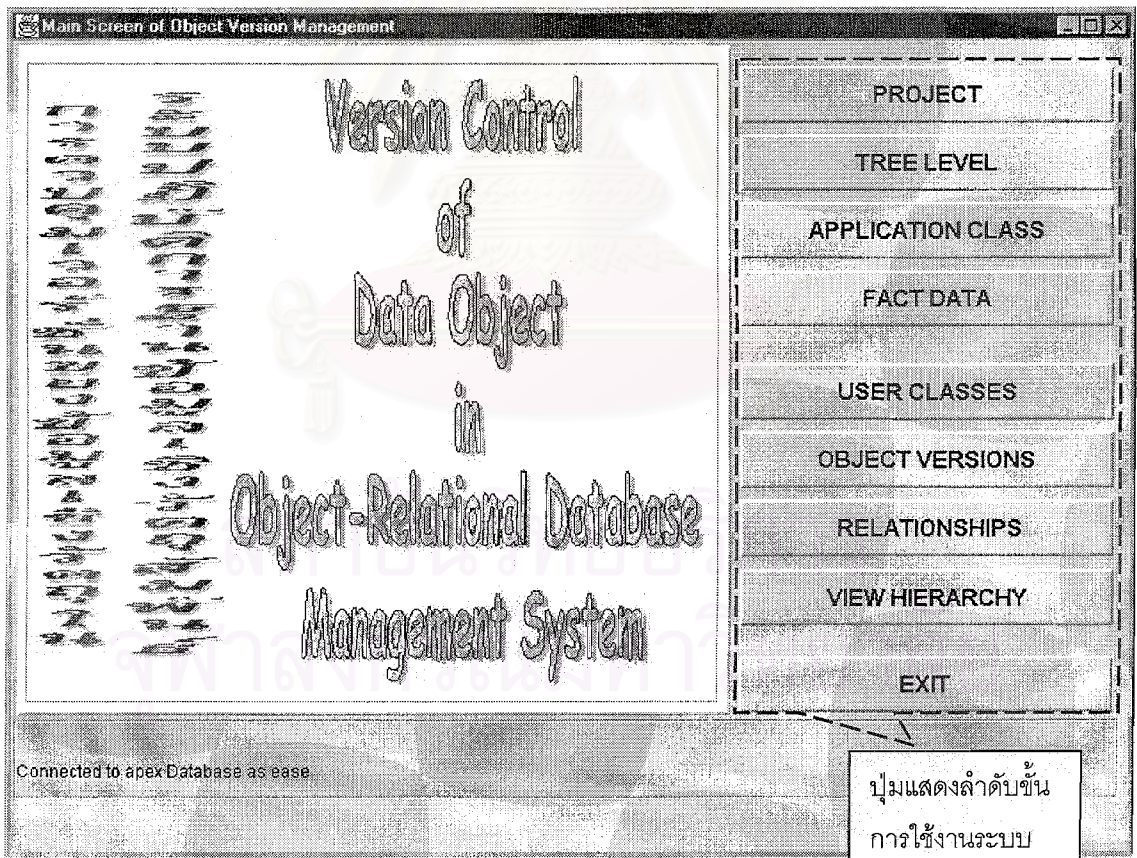 Main Screen of Object Version Management
Version Control
of
Data Object
in
Object-Relational Database
Management System
PROJECT
TREE LEVEL
APPLICATION CLASS
FACT DATA
USER CLASSES
OBJECT VERSIONS
RELATIONSHIPS
VIEW HIERARCHY
EXIT
Connected to apex Database as ease
ปุ่มแสดงลำดับขั้น
การใช้งานระบบ